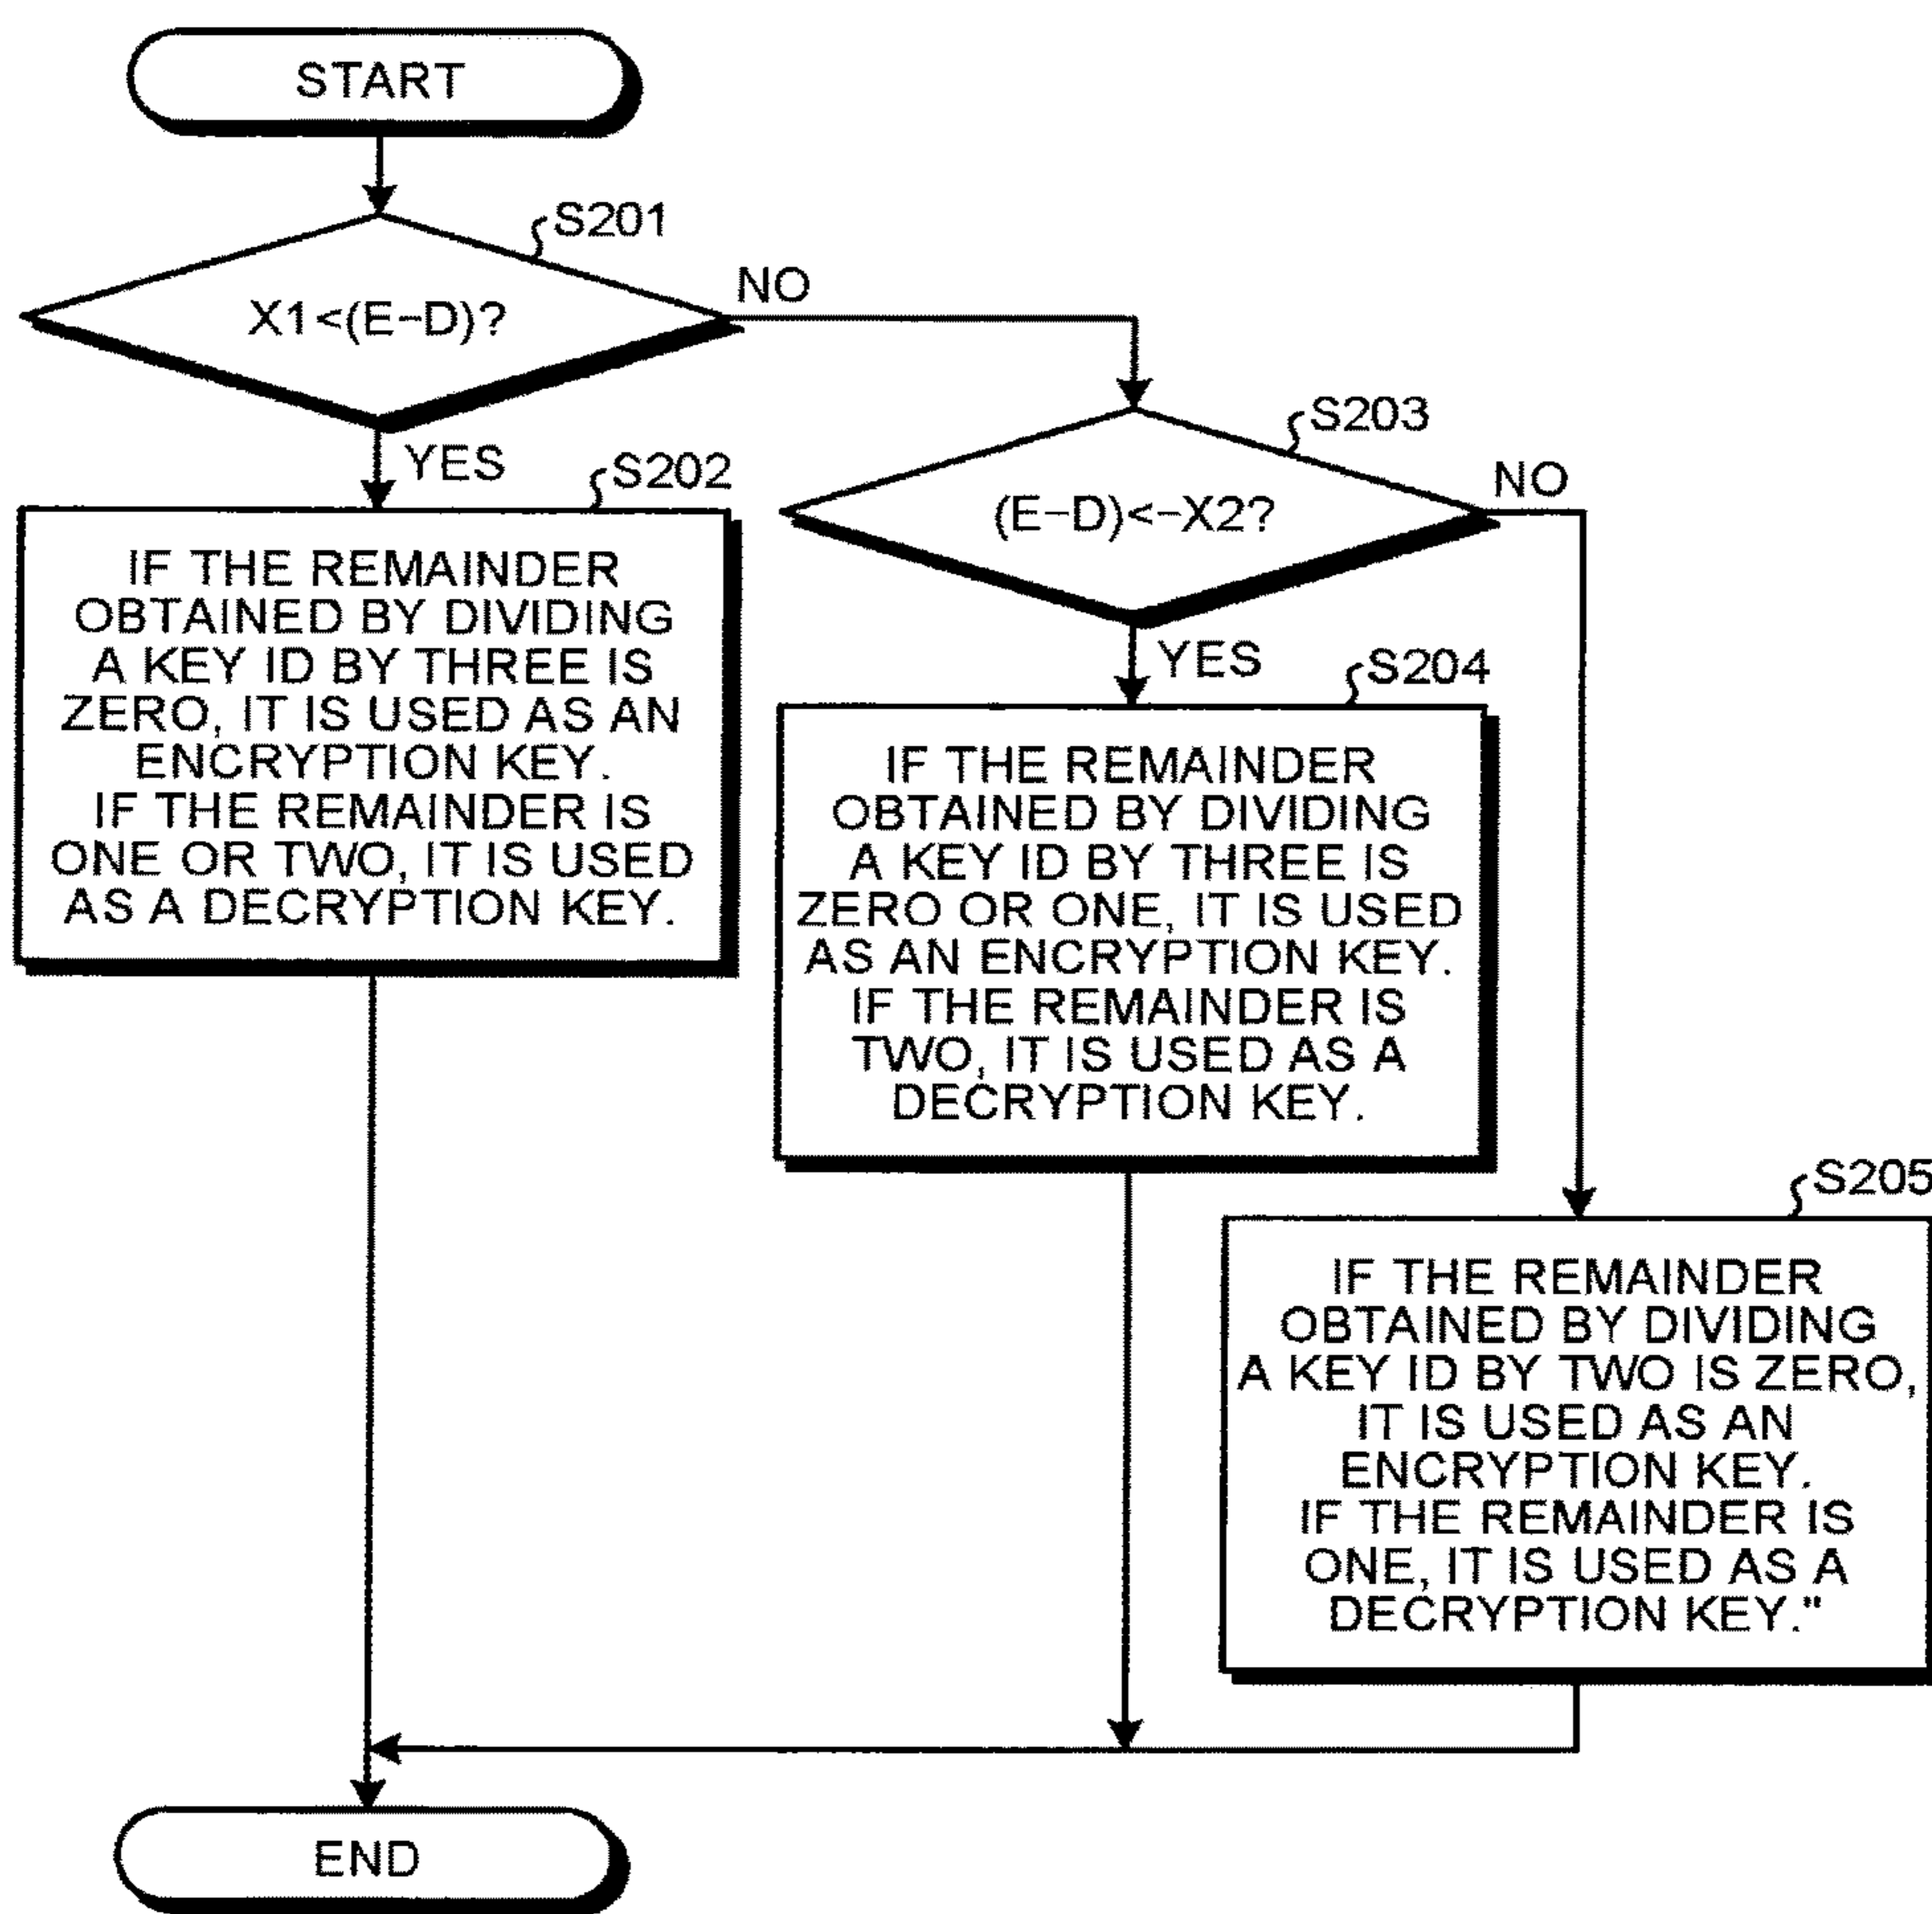 START
S201
X1<(E-D)?
NO
YES
S202
IF THE REMAINDER
OBTAINED BY DIVIDING
A KEY ID BY THREE IS
ZERO, IT IS USED AS AN
ENCRYPTION KEY.
IF THE REMAINDER IS
ONE OR TWO, IT IS USED
AS A DECRYPTION KEY.
S203
(E-D)<-X2?
NO
YES
S204
IF THE REMAINDER
OBTAINED BY DIVIDING
A KEY ID BY THREE IS
ZERO OR ONE, IT IS USED
AS AN ENCRYPTION KEY.
IF THE REMAINDER IS
TWO, IT IS USED AS A
DECRYPTION KEY.
S205
IF THE REMAINDER
OBTAINED BY DIVIDING
A KEY ID BY TWO IS ZERO,
IT IS USED AS AN
ENCRYPTION KEY.
IF THE REMAINDER IS
ONE, IT IS USED AS A
DECRYPTION KEY."
END